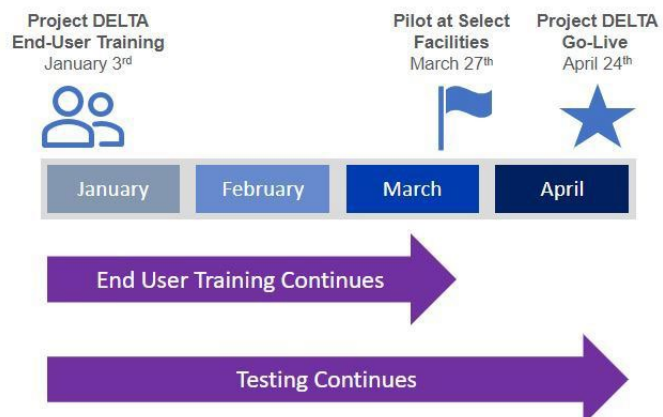 Project DELTA
End-User Training
January 3rd
Pilot at Select
Facilities
March 27th
Project DELTA
Go-Live
April 24th
January
February
March
April
End User Training Continues
Testing Continues